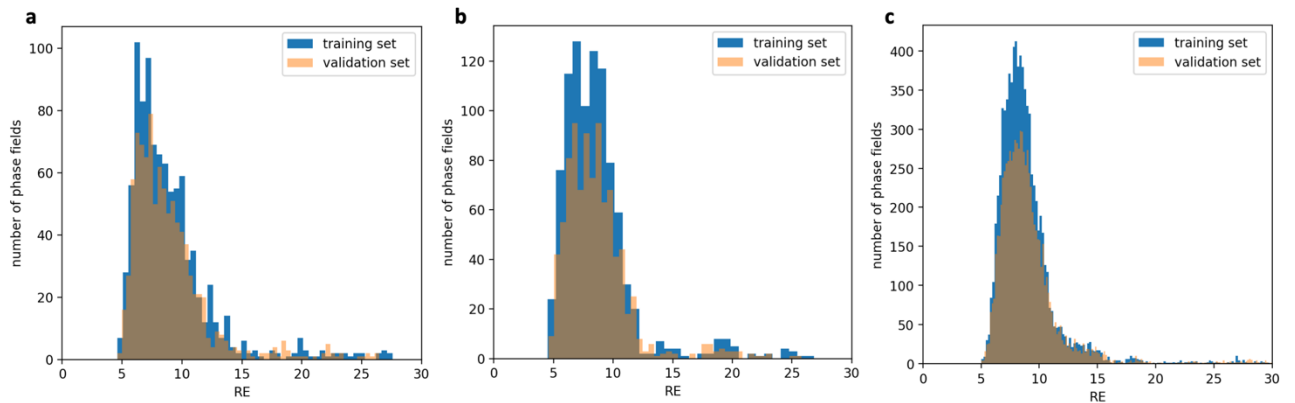 a
number of phase fields
100
80
60
40
20
0
0 5 10 15 20 25 30
RE
training set
validation set
b
number of phase fields
120
100
80
60
40
20
0
0 5 10 15 20 25 30
RE
training set
validation set
c
number of phase fields
400
350
300
250
200
150
100
50
0
0 5 10 15 20 25 30
RE
training set
validation set